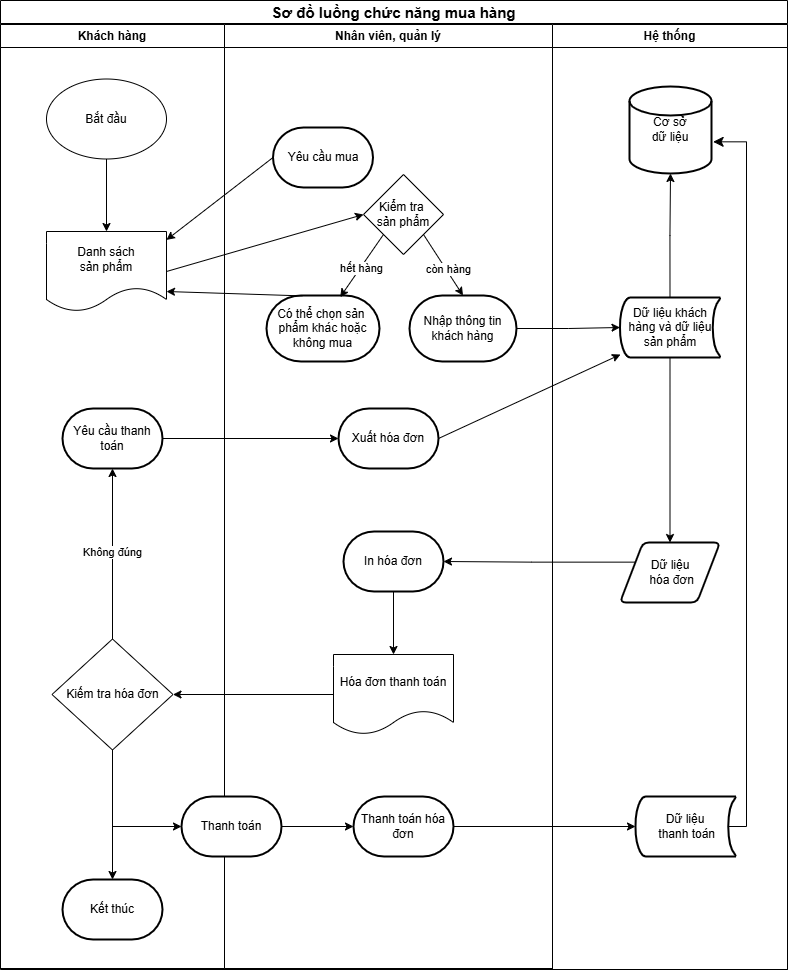 Sơ đồ luồng chức năng mua hàng
Khách hàng
Nhân viên, quản lý
Hệ thống
Bắt đầu
Yêu cầu mua
Cơ sở
dữ liệu
Kiểm tra
sản phẩm
Danh sách
sản phẩm
hết hàng
còn hàng
Có thể chọn sản
phẩm khác hoặc
không mua
Nhập thông tin
khách hàng
Dữ liệu khách
hàng và dữ liệu
sản phẩm
Yêu cầu thanh
toán
Xuất hóa đơn
Không đúng
In hóa đơn
Dữ liệu
hóa đơn
Kiểm tra hóa đơn
Hóa đơn thanh toán
Thanh toán
Thanh toán hóa
đơn
Dữ liệu
thanh toán
Kết thúc